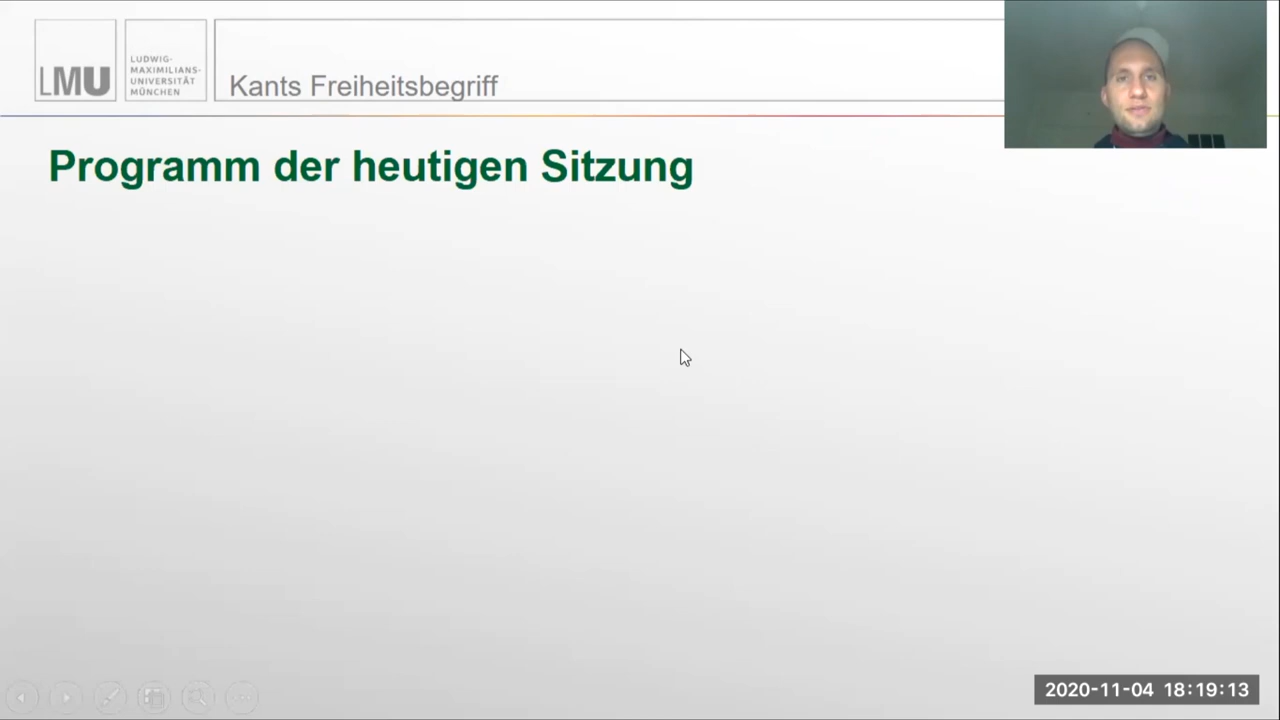 LMU
LUDWIG-
MAXIMILIANS-
UNIVERSITÄT
MÜNCHEN
Kants Freiheitsbegriff
Programm der heutigen Sitzung
2020-11-04 18:19:13